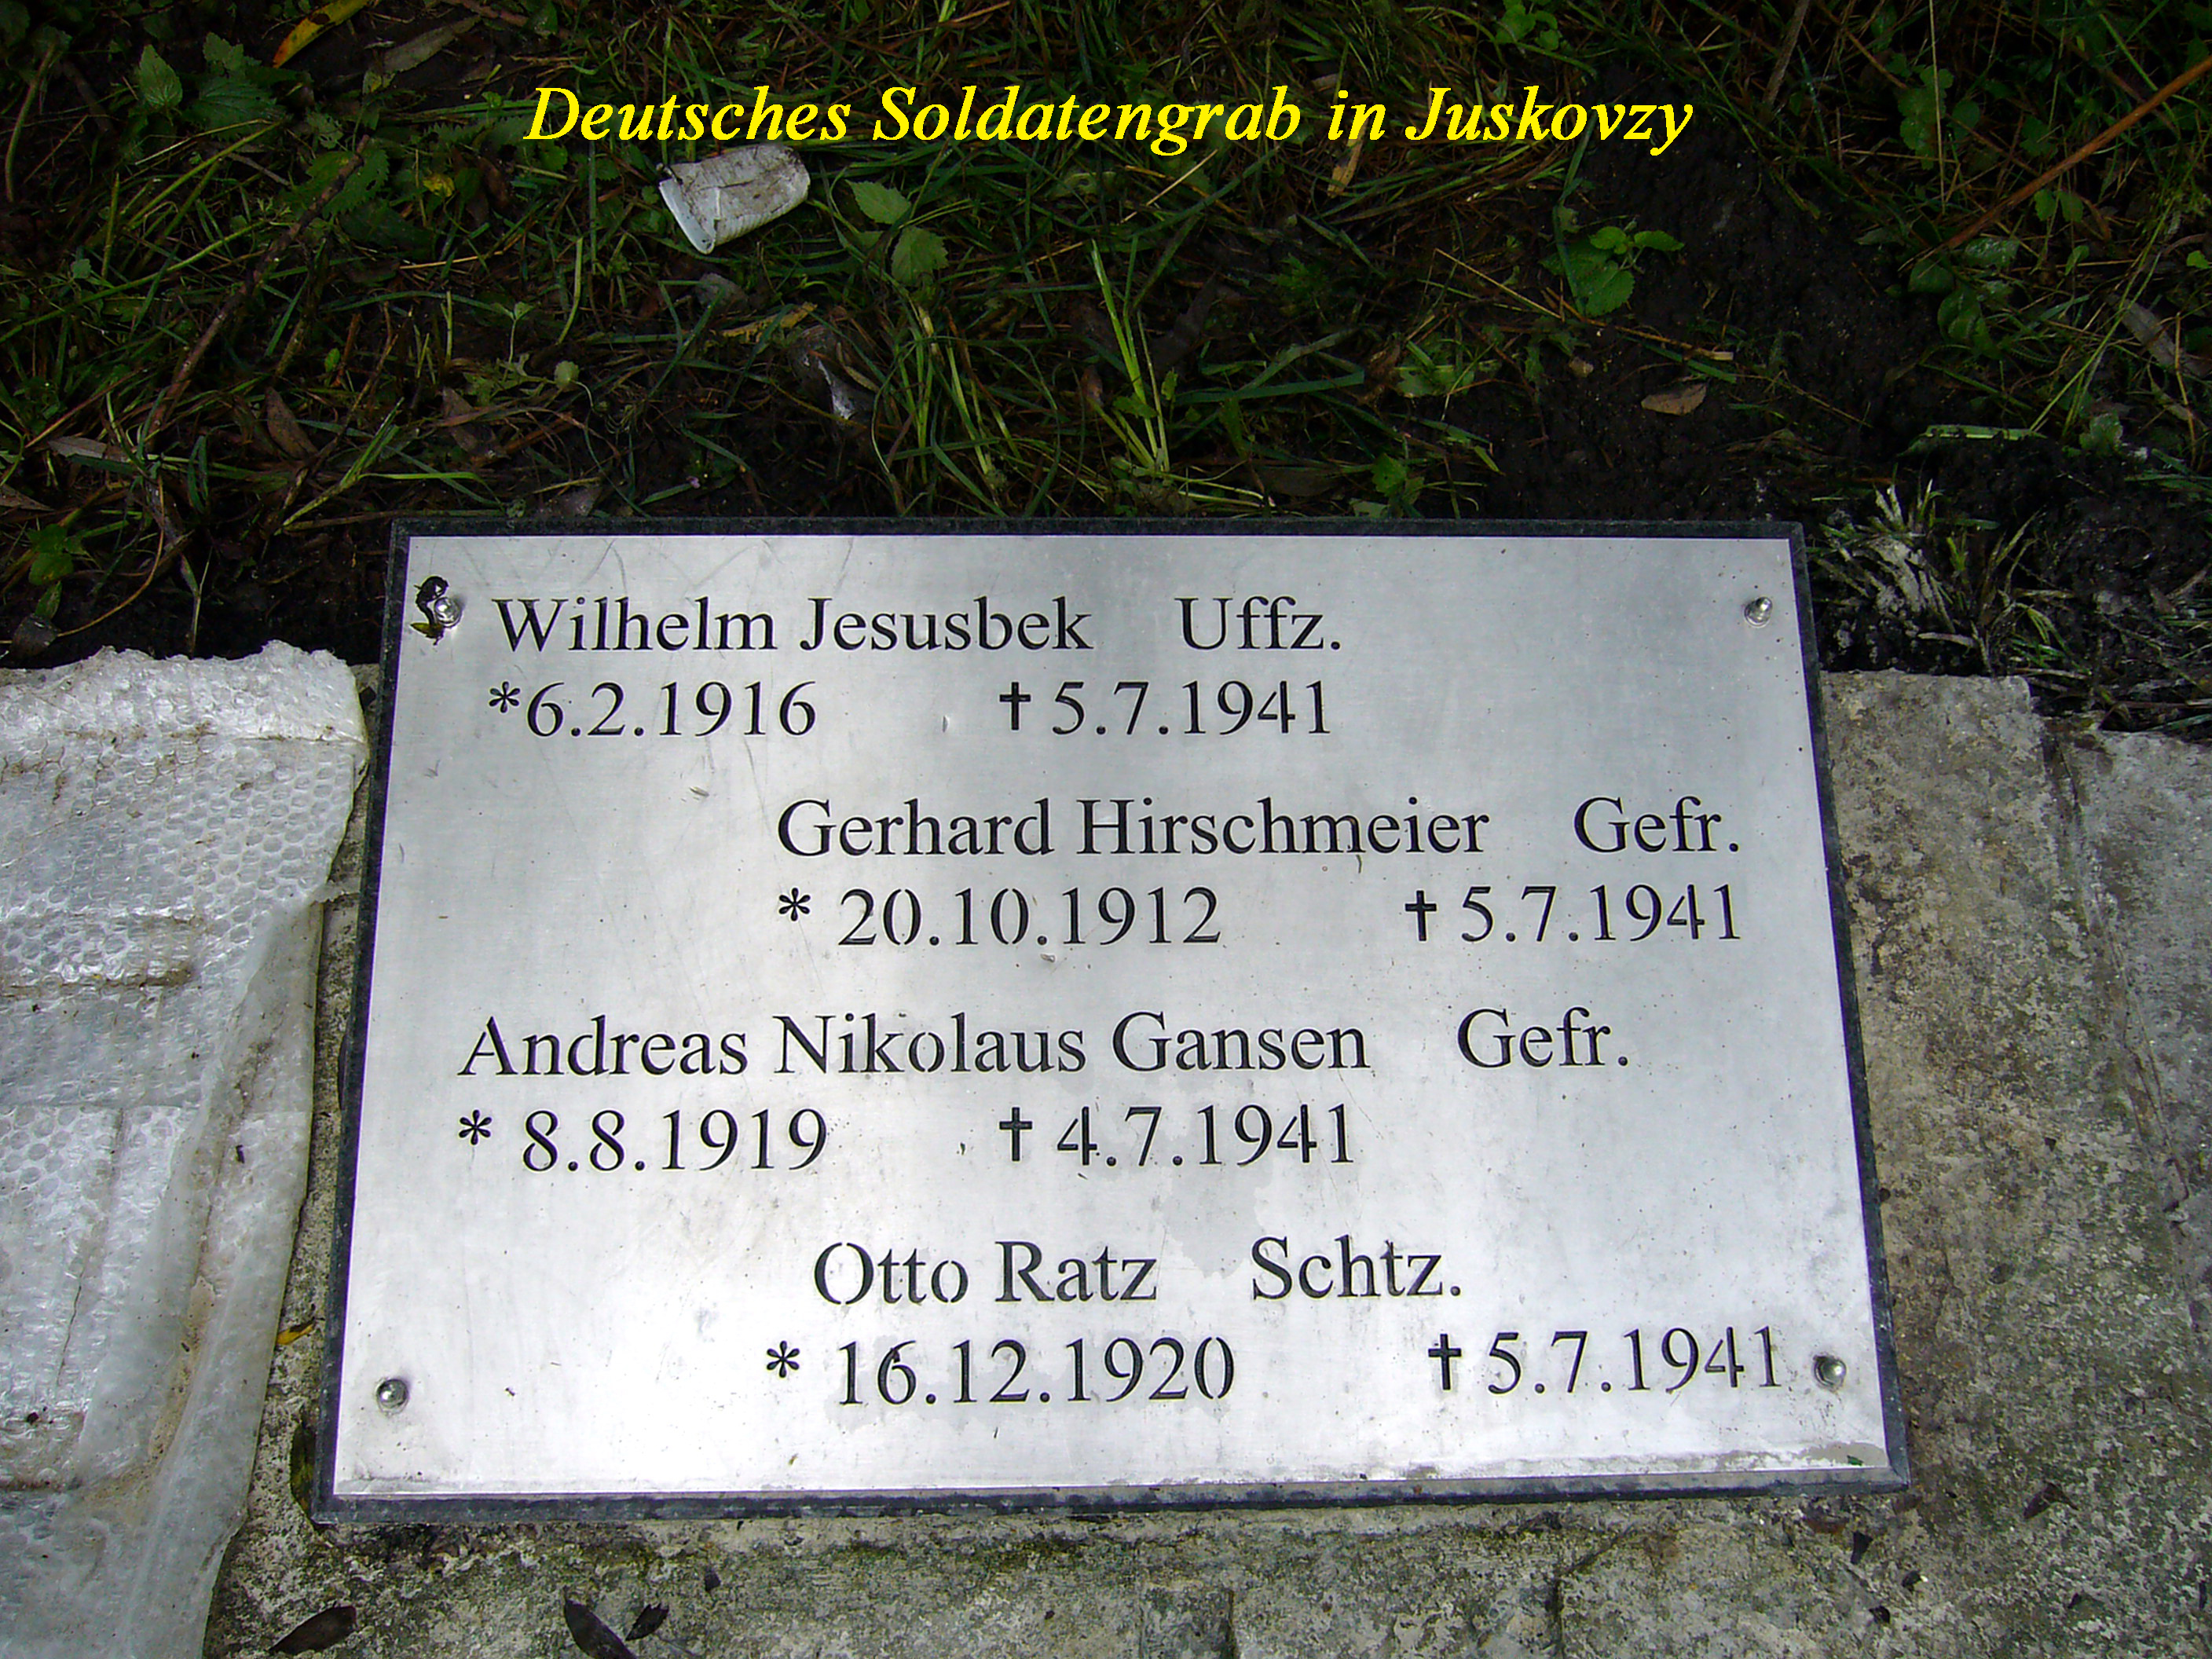 Deutsches Soldatengrab in Juskovzy
Wilhelm Jesusbek Uffz.
*6.2.1916 †5.7.1941
Gerhard Hirschmeier Gefr.
* 20.10.1912 †5.7.1941
Andreas Nikolaus Gansen Gefr.
* 8.8.1919 †4.7.1941
Otto Ratz Schtz.
* 16.12.1920 †5.7.1941